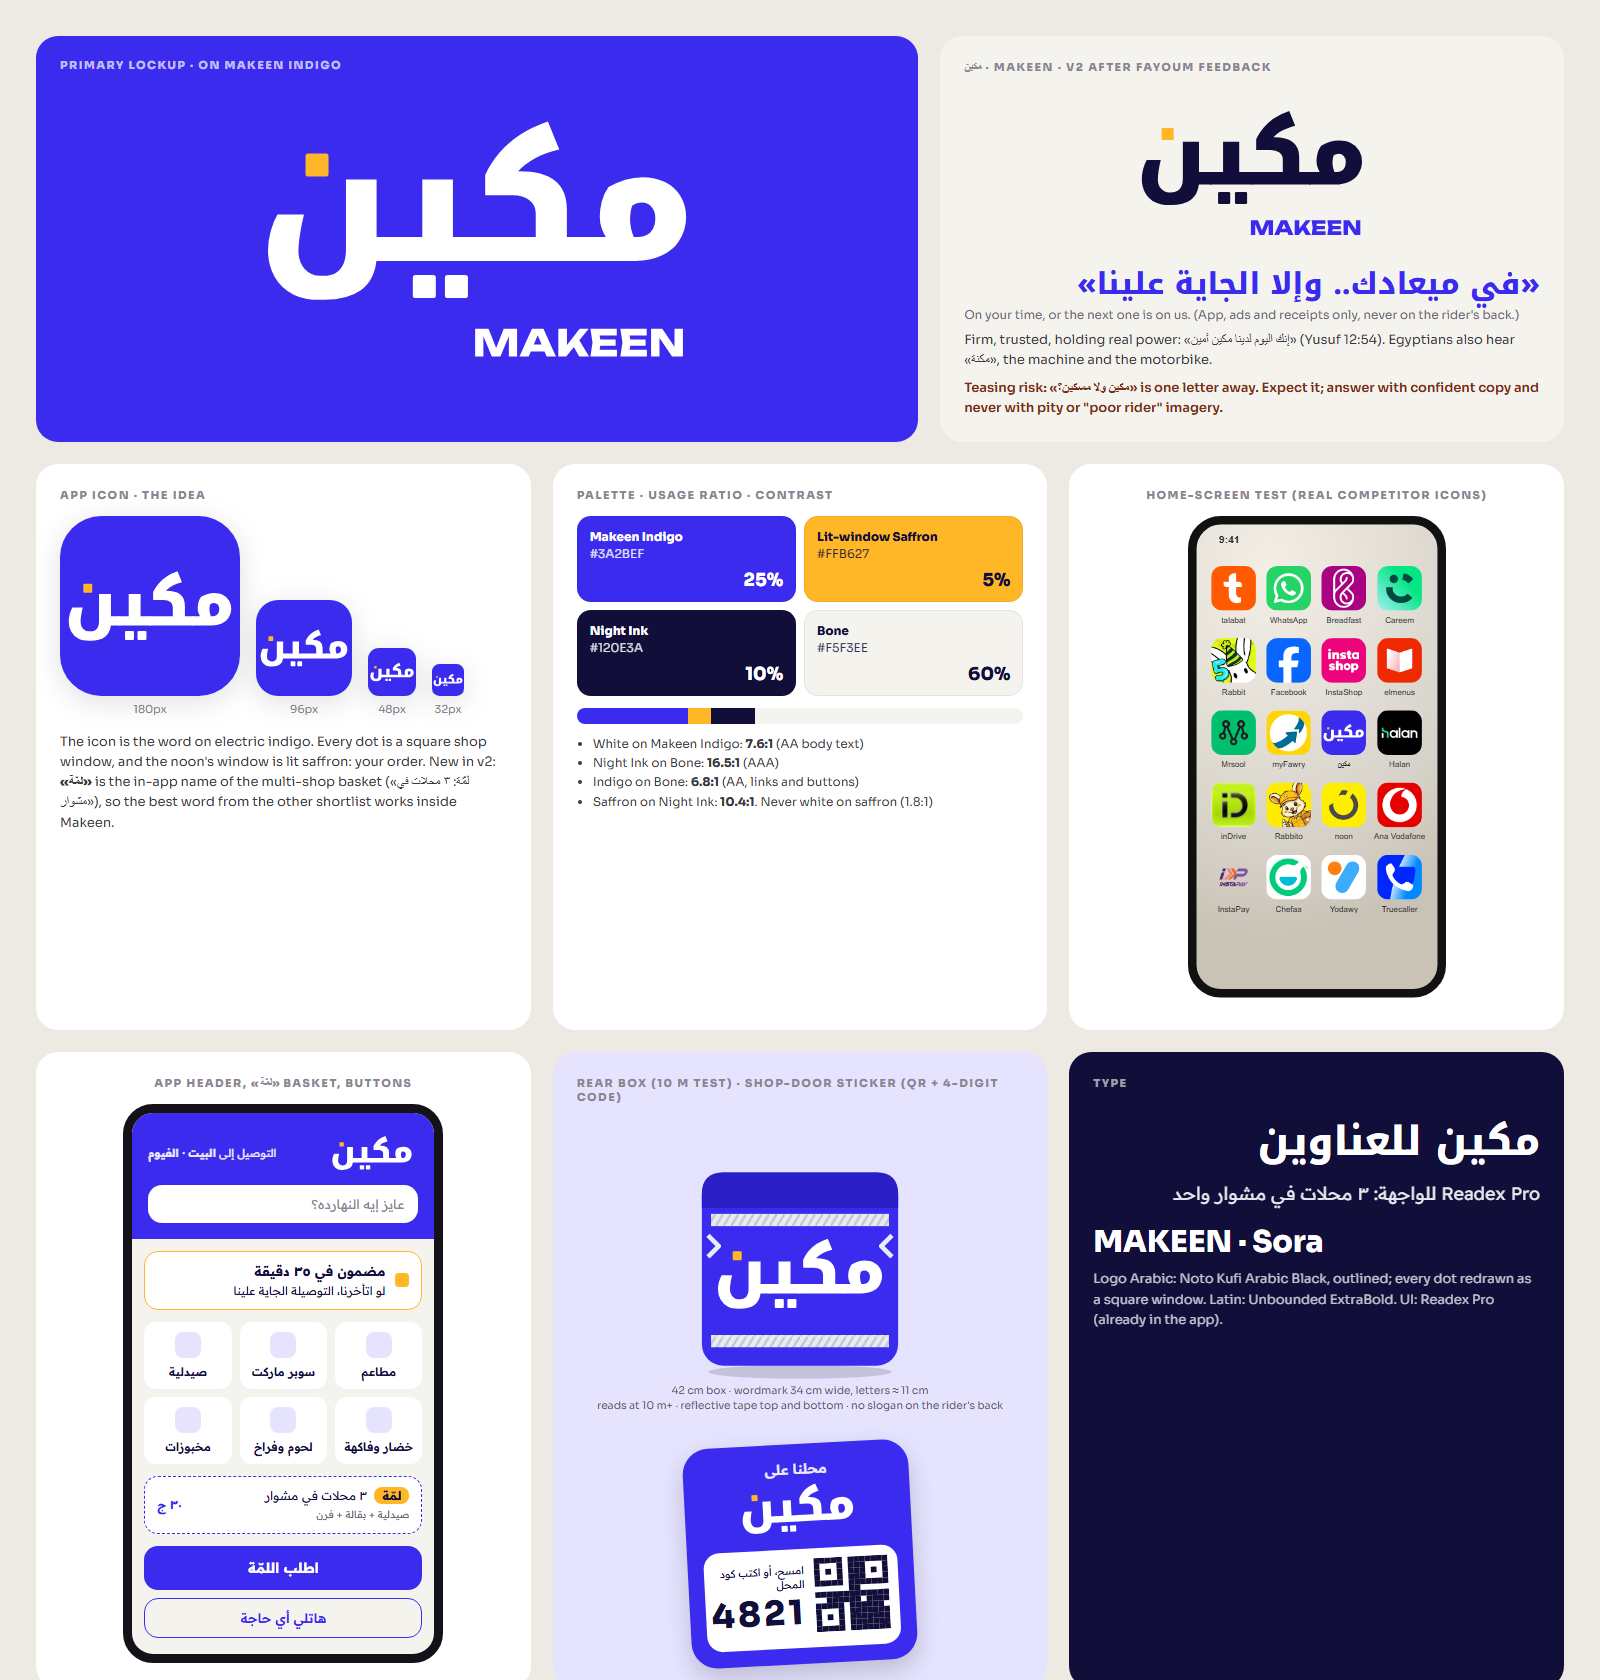 PRIMARY LOCKUP · ON MAKEEN INDIGO
مكين
MAKEEN
مكين · MAKEEN · V2 AFTER FAYOUM FEEDBACK
مكين
MAKEEN
«في ميعادك.. وإلا الجاية علينا»
On your time, or the next one is on us. (App, ads and receipts only, never on the rider's back.)
Firm, trusted, holding real power: «إنك اليوم لدينا مكين أمين» (Yusuf 12:54). Egyptians also hear
«مكنة», the machine and the motorbike.
Teasing risk: «مكين ولا مسكين؟» is one letter away. Expect it; answer with confident copy and
never with pity or "poor rider" imagery.
APP ICON · THE IDEA
مكين
مكين
مكين
مكين
180px
96px
48px
32px
The icon is the word on electric indigo. Every dot is a square shop
window, and the noon's window is lit saffron: your order. New in v2:
«لمّة» is the in-app name of the multi-shop basket («لمّة: ٣ محلات في
مشوار»), so the best word from the other shortlist works inside
Makeen.
PALETTE · USAGE RATIO · CONTRAST
Makeen Indigo
#3A2BEF
25%
Lit-window Saffron
#FFB627
5%
Night Ink
#120E3A
10%
Bone
#F5F3EE
60%
• White on Makeen Indigo: 7.6:1 (AA body text)
• Night Ink on Bone: 16.5:1 (AAA)
• Indigo on Bone: 6.8:1 (AA, links and buttons)
• Saffron on Night Ink: 10.4:1. Never white on saffron (1.8:1)
HOME-SCREEN TEST (REAL COMPETITOR ICONS)
9:41
t
talabat
WhatsApp
Breadfast
Careem
5
Rabbit
f
Facebook
insta
shop
InstaShop
elmenus
Mrsool
myFawry
مكين
مكين
halan
Halan
iD
inDrive
Rabbito
noon
Ana Vodafone
InstaPay
Chefaa
Yodawy
Truecaller
APP HEADER, «لمّة» BASKET, BUTTONS
مكين
التوصيل إلى البيت · الفيوم
عايز إيه النهارده؟
مضمون في ٣٥ دقيقة
لو اتأخرنا، التوصيلة الجاية علينا
مطاعم
سوبر ماركت
صيدلية
خضار وفاكهة
لحوم وفراخ
مخبوزات
لمّة ٣ محلات في مشوار
صيدلية + بقالة + فرن
٣٠ ج
اطلب اللمّة
هاتلي أي حاجة
REAR BOX (10 M TEST) · SHOP-DOOR STICKER (QR + 4-DIGIT
CODE)
مكين
42 cm box · wordmark 34 cm wide, letters ≈ 11 cm
reads at 10 m+ · reflective tape top and bottom · no slogan on the rider's back
محلنا على
مكين
امسح، أو اكتب كود
المحل
4821
TYPE
مكين للعناوين
Readex Pro للواجهة: ٣ محلات في مشوار واحد
MAKEEN · Sora
Logo Arabic: Noto Kufi Arabic Black, outlined; every dot redrawn as
a square window. Latin: Unbounded ExtraBold. UI: Readex Pro
(already in the app).